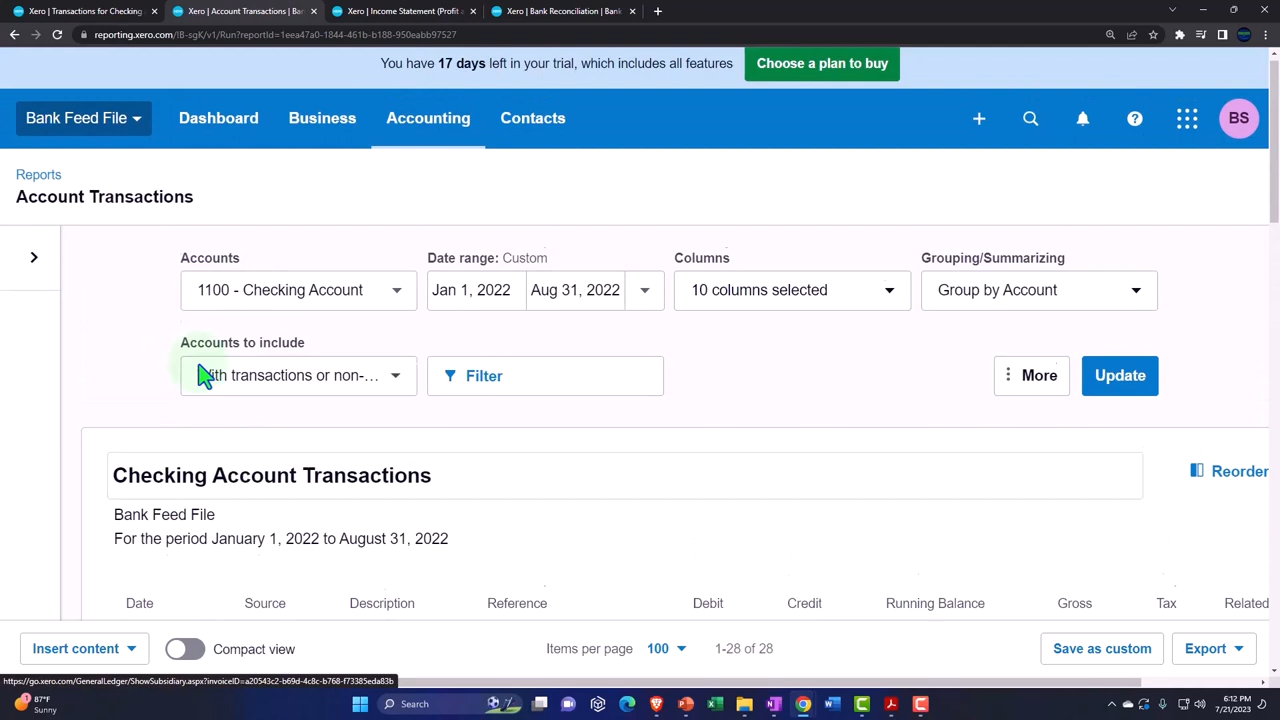 Xero | Transactions for Checking
Xero | Account Transactions | Ban
Xero | Income Statement (Profit a
Xero | Bank Reconciliation | Bank
reporting.xero.com/!B-sgK/v1/Run?reportId=1eea47a0-1844-461b-b188-950eabb97527
You have 17 days left in your trial, which includes all features
Choose a plan to buy
Bank Feed File
Dashboard
Business
Accounting
Contacts
BS
Reports
Account Transactions
Accounts
Date range: Custom
Columns
Grouping/Summarizing
1100 - Checking Account
Jan 1, 2022
Aug 31, 2022
10 columns selected
Group by Account
Accounts to include
With transactions or non-...
Filter
More
Update
Checking Account Transactions
Reorder
Bank Feed File
For the period January 1, 2022 to August 31, 2022
Date Source Description Reference Debit Credit Running Balance Gross Tax Related
Insert content
Compact view
Items per page 100
1-28 of 28
Save as custom
Export
https://go.xero.com/GeneralLedger/ShowSubsidiary.aspx?invoiceID=a20543c2-b69d-4c8c-b768-f73385eda83b
87°F
Sunny
Search
6:12 PM
7/21/2023